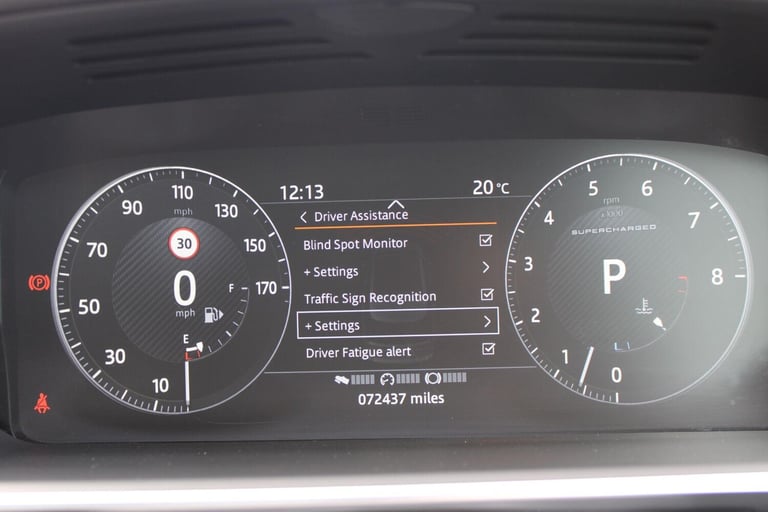 12:13
20 °C
Driver Assistance
Blind Spot Monitor
+ Settings
Traffic Sign Recognition
+ Settings
Driver Fatigue alert
072437 miles
10
30
50
70
90
110
130
150
170
mph
30
0
mph
F
E
0
1
2
3
4
5
6
7
8
rpm
x1000
SUPERCHARGED
P
L
P